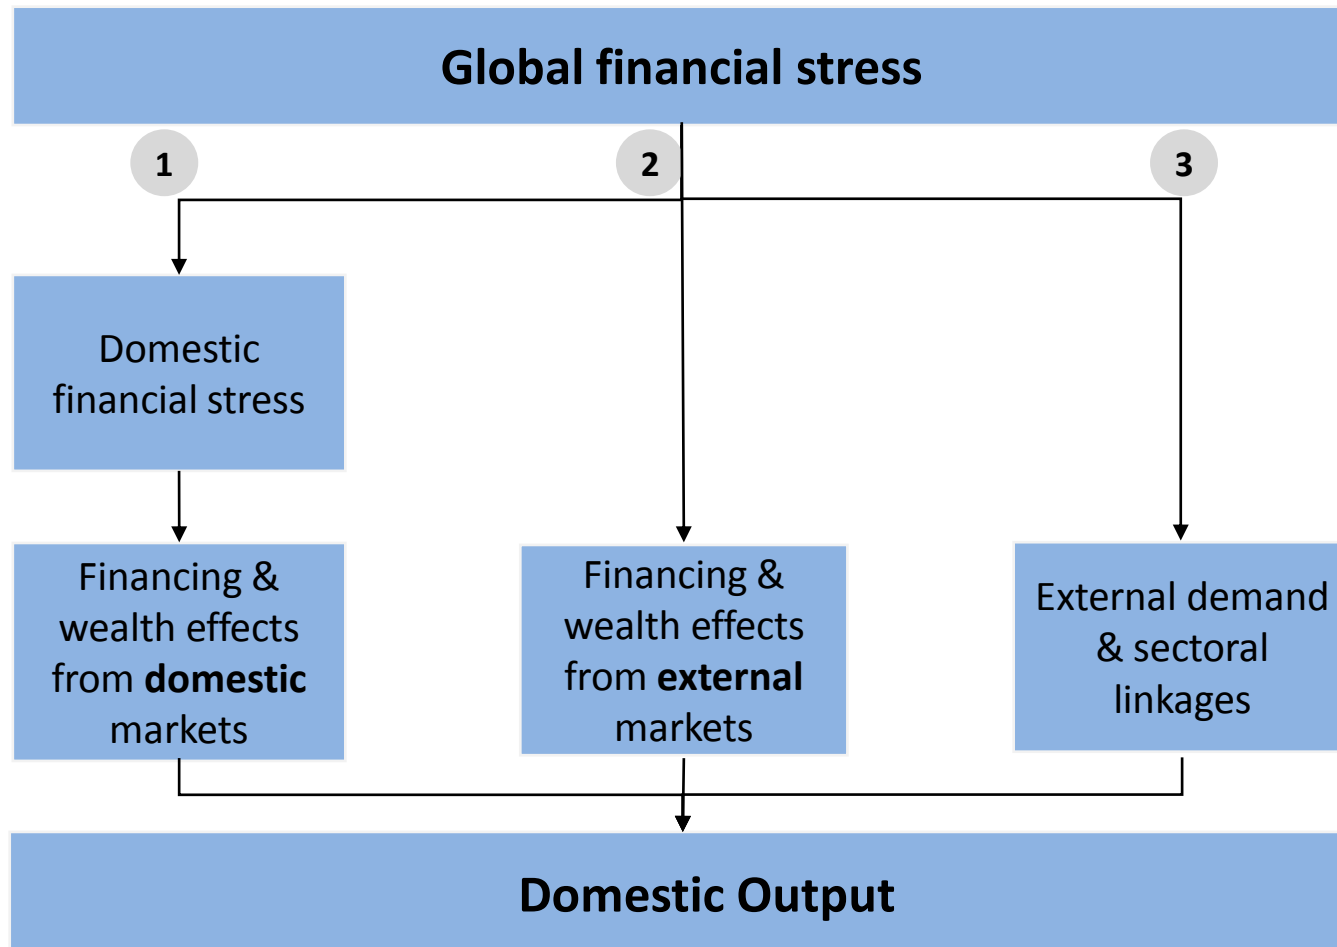 Global financial stress
1
2
3
Domestic
financial stress
Financing &
wealth effects
from domestic
markets
Financing &
wealth effects
from external
markets
External demand
& sectoral
linkages
Domestic Output